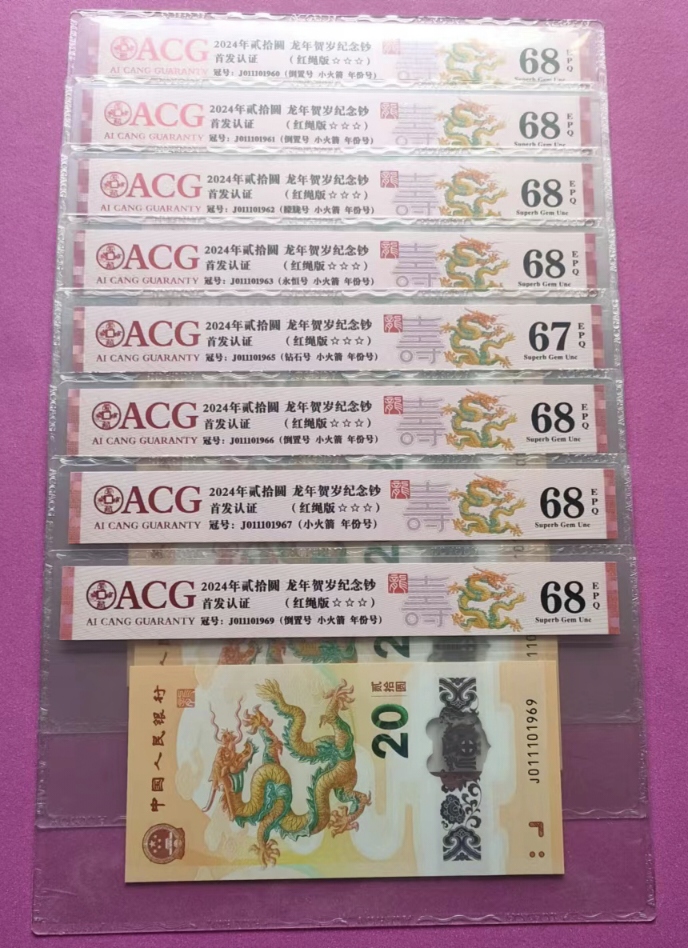 ACG
AI CANG GUARANTY
2024年贰拾圆 龙年贺岁纪念钞
首发认证 (红绳版☆☆☆)
冠号: J011101960 (倒置号 小火箭 年份号)
68 EPQ
Superb Gem Unc
ACG
AI CANG GUARANTY
2024年贰拾圆 龙年贺岁纪念钞
首发认证 (红绳版☆☆☆)
冠号: J011101961 (倒置号 小火箭 年份号)
68 EPQ
Superb Gem Unc
ACG
AI CANG GUARANTY
2024年贰拾圆 龙年贺岁纪念钞
首发认证 (红绳版☆☆☆)
冠号: J011101962 (朦胧号 小火箭 年份号)
68 EPQ
Superb Gem Unc
ACG
AI CANG GUARANTY
2024年贰拾圆 龙年贺岁纪念钞
首发认证 (红绳版☆☆☆)
冠号: J011101963 (永恒号 小火箭 年份号)
68 EPQ
Superb Gem Unc
ACG
AI CANG GUARANTY
2024年贰拾圆 龙年贺岁纪念钞
首发认证 (红绳版☆☆☆)
冠号: J011101965 (钻石号 小火箭 年份号)
67 EPQ
Superb Gem Unc
ACG
AI CANG GUARANTY
2024年贰拾圆 龙年贺岁纪念钞
首发认证 (红绳版☆☆☆)
冠号: J011101966 (倒置号 小火箭 年份号)
68 EPQ
Superb Gem Unc
ACG
AI CANG GUARANTY
2024年贰拾圆 龙年贺岁纪念钞
首发认证 (红绳版☆☆☆)
冠号: J011101967 (小火箭 年份号)
68 EPQ
Superb Gem Unc
ACG
AI CANG GUARANTY
2024年贰拾圆 龙年贺岁纪念钞
首发认证 (红绳版☆☆☆)
冠号: J011101969 (倒置号 小火箭 年份号)
68 EPQ
Superb Gem Unc
中国人民银行
20
贰拾圆
J011101969